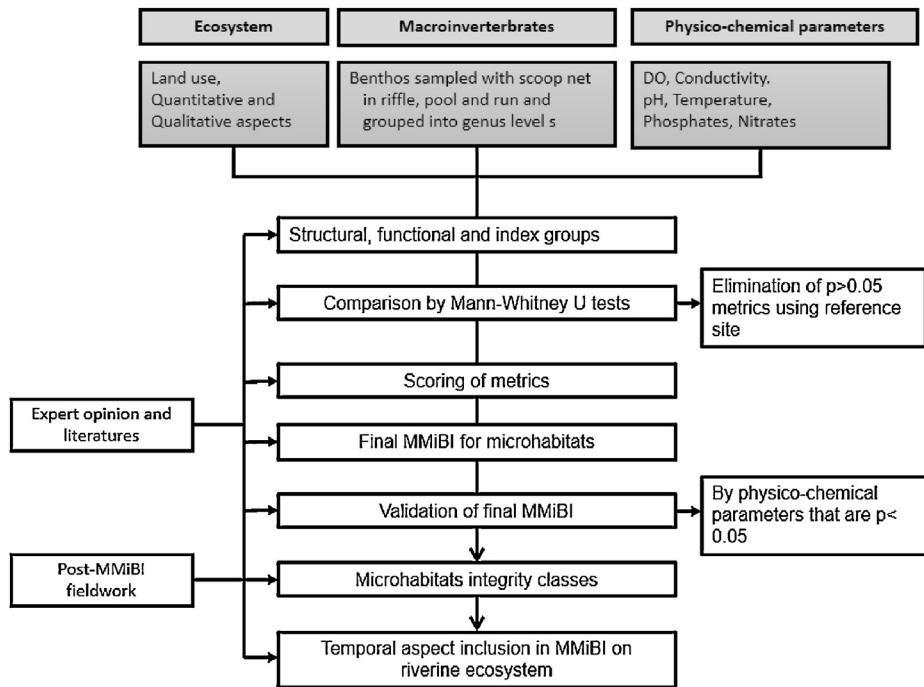 Ecosystem
Macroinvertebrates
Physico-chemical parameters
Land use,
Quantitative and
Qualitative aspects
Benthos sampled with scoop net
in riffle, pool and run and
grouped into genus level s
DO, Conductivity.
pH, Temperature,
Phosphates, Nitrates
Structural, functional and index groups
Comparison by Mann-Whitney U tests
Elimination of p>0.05
metrics using reference
site
Scoring of metrics
Expert opinion and
literatures
Final MMiBI for microhabitats
Validation of final MMiBI
By physico-chemical
parameters that are p<
0.05
Post-MMiBI
fieldwork
Microhabitats integrity classes
Temporal aspect inclusion in MMiBI on
riverine ecosystem